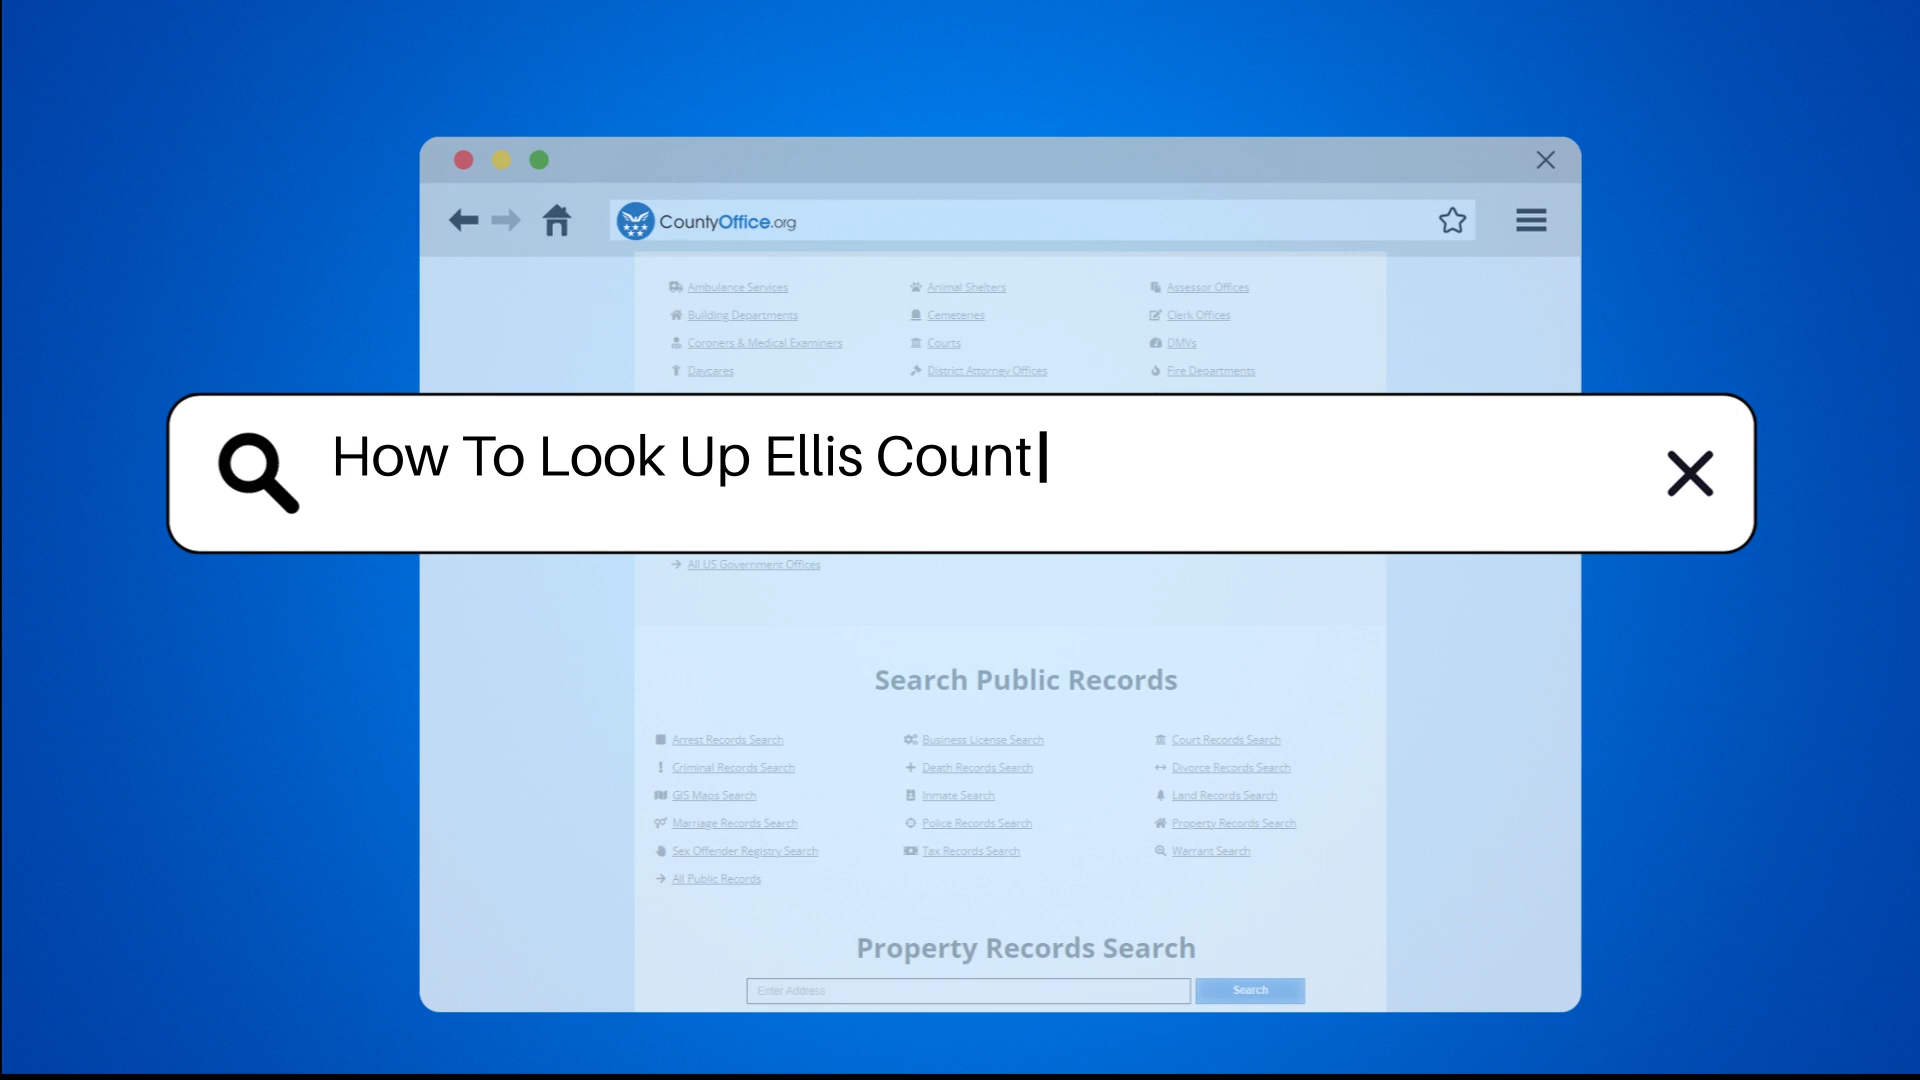 CountyOffice.org
Ambulance Services Animal Shelters Assessor Offices
Building Departments Cemeteries Clerk Offices
Coroners & Medical Examiners Courts DMVs
Daycares District Attorney Offices Fire Departments
How To Look Up Ellis Count
All US Government Offices
Search Public Records
Arrest Records Search Business License Search Court Records Search
Criminal Records Search Death Records Search Divorce Records Search
GIS Maps Search Inmate Search Land Records Search
Marriage Records Search Police Records Search Property Records Search
Sex Offender Registry Search Tax Records Search Warrant Search
All Public Records
Property Records Search
Enter Address Search